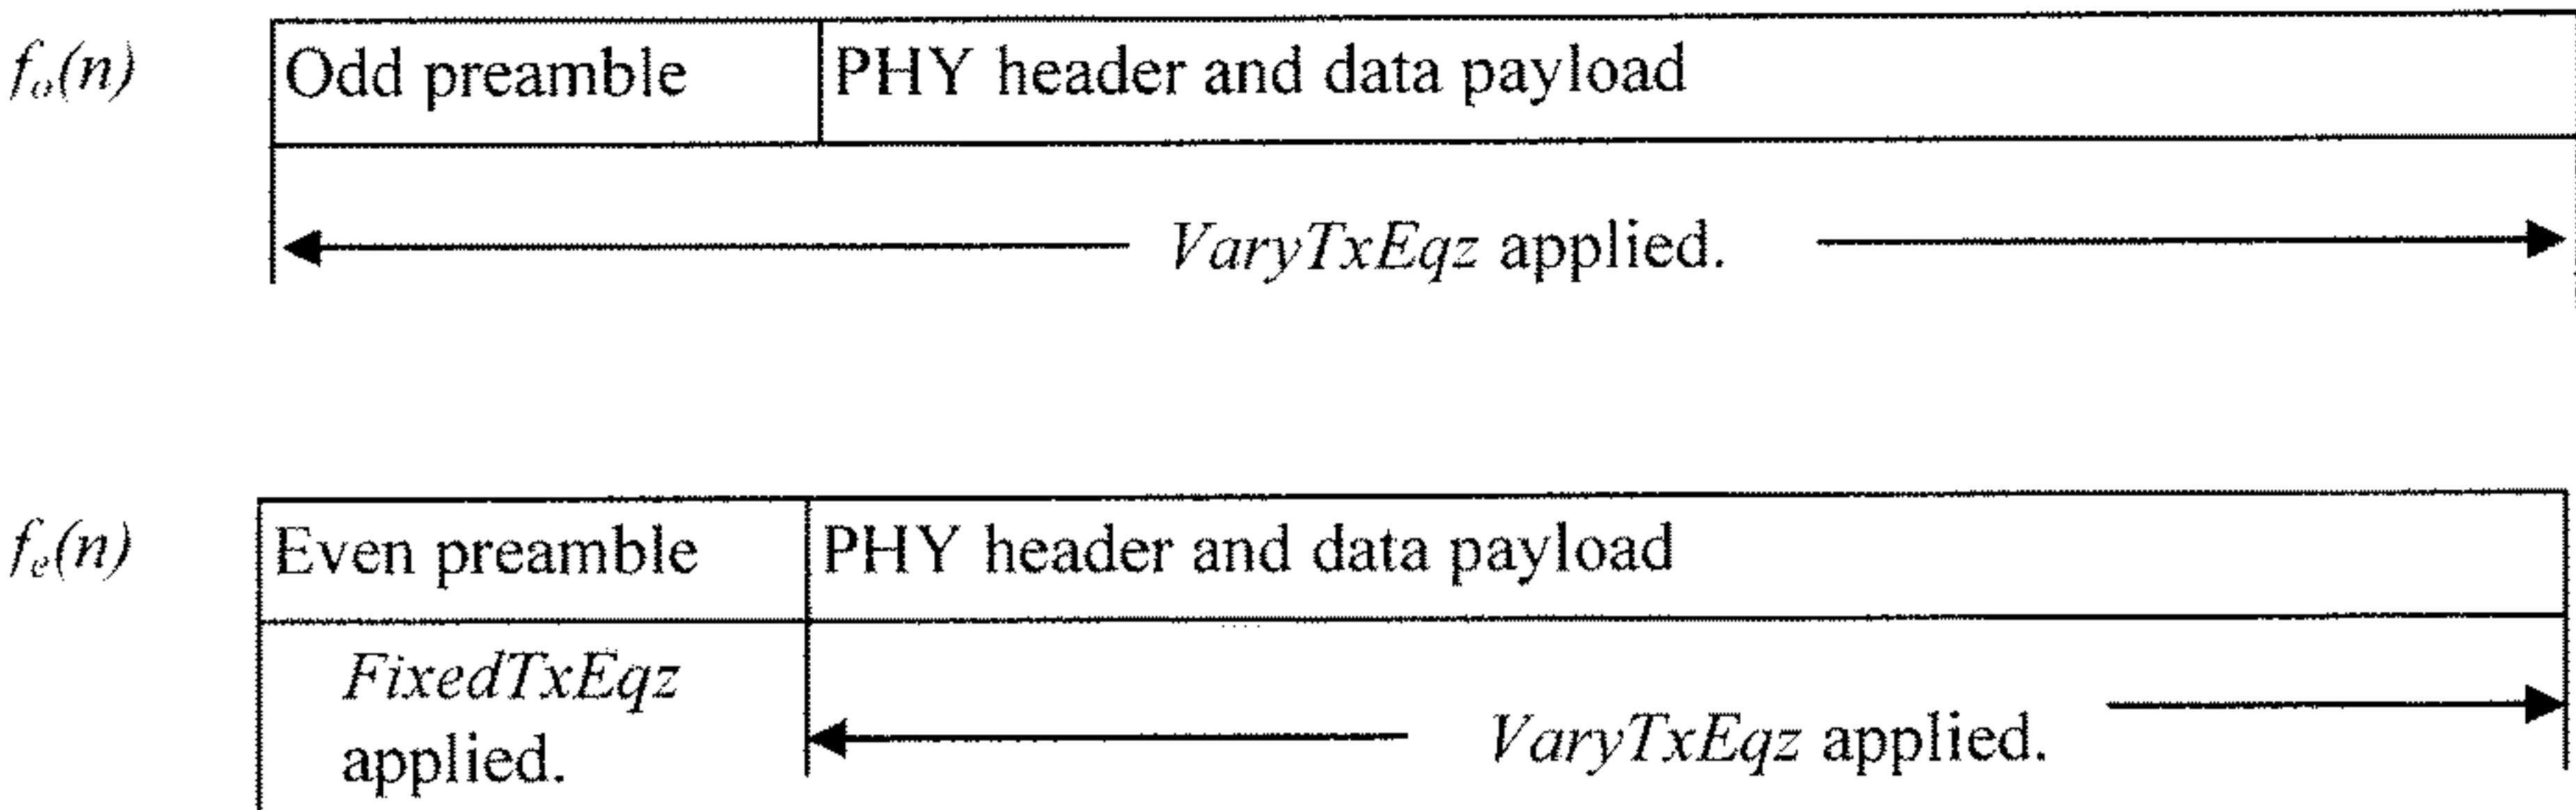 fo(n)
Odd preamble
PHY header and data payload
VaryTxEqz applied.
fe(n)
Even preamble
PHY header and data payload
FixedTxEqz
applied.
VaryTxEqz applied.